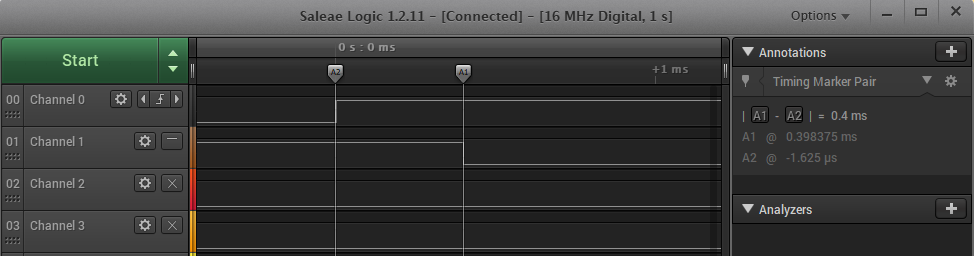 Saleae Logic 1.2.11 – [Connected] – [16 MHz Digital, 1 s]
Options
Start
0 s : 0 ms
+1 ms
A2
A1
Annotations
Timing Marker Pair
| A1 - A2 | = 0.4 ms
A1 @ 0.398375 ms
A2 @ -1.625 µs
Analyzers
00 Channel 0
01 Channel 1
02 Channel 2
03 Channel 3